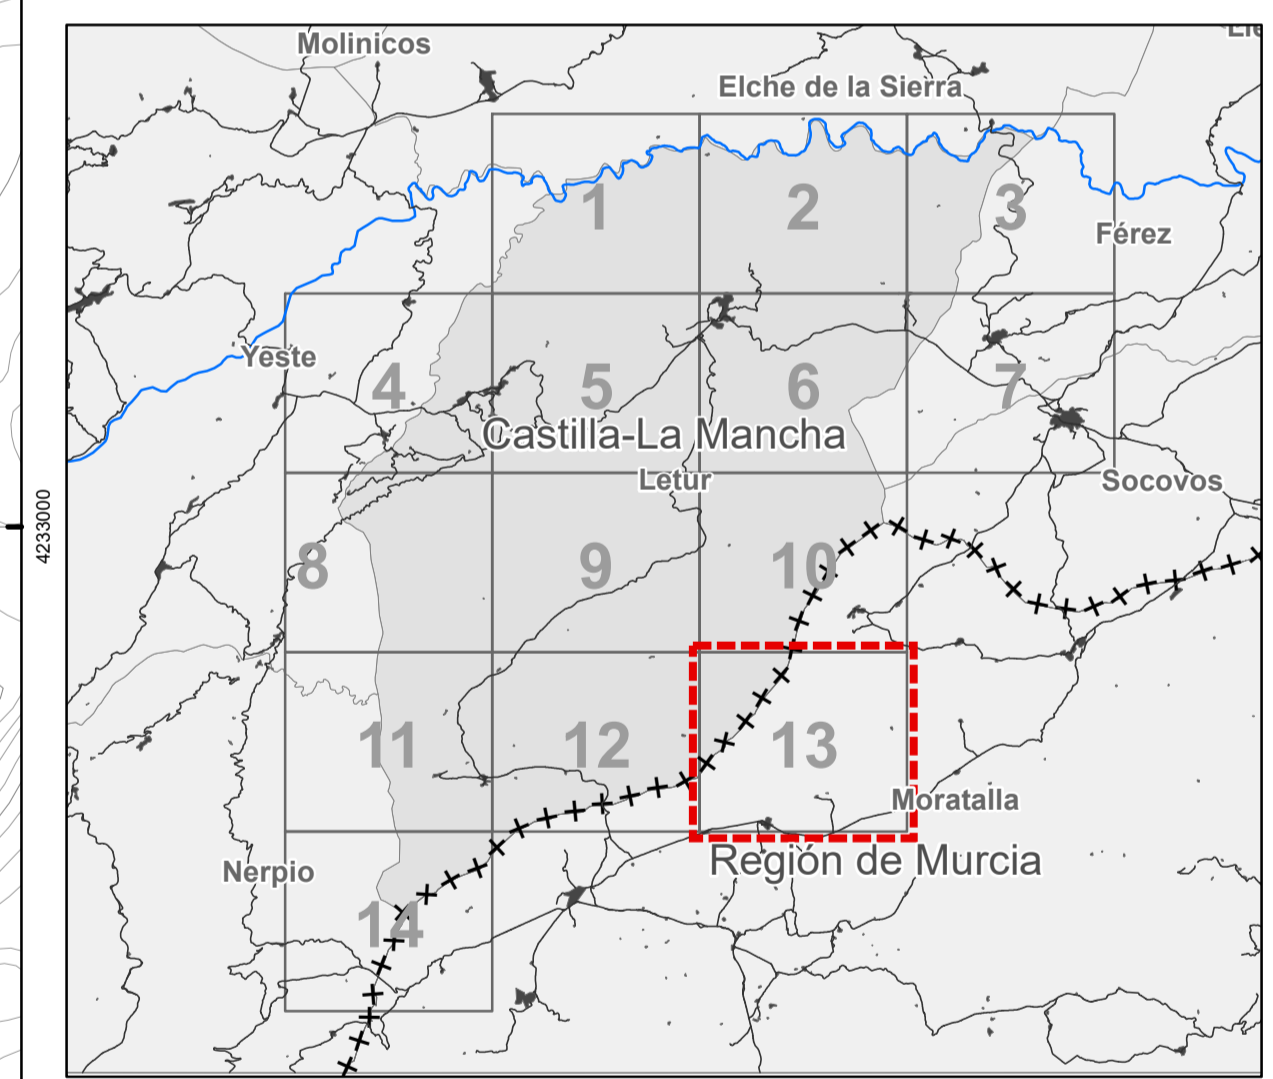 Molinicos
Elche de la Sierra
1
2
3
Férez
Yeste
4
5
6
7
Castilla-La Mancha
Letur
Socovos
4233000
8
9
10
11
12
13
Moratalla
Región de Murcia
Nerpio
14